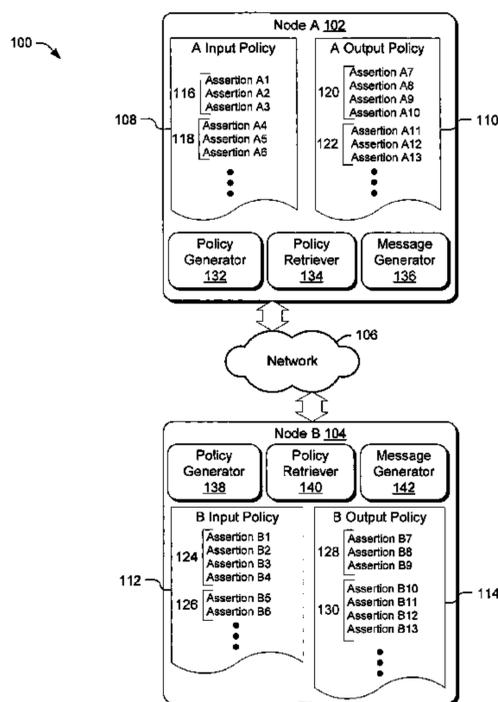 100
Node A 102
A Input Policy
116
Assertion A1
Assertion A2
Assertion A3
118
Assertion A4
Assertion A5
Assertion A6
108
A Output Policy
120
Assertion A7
Assertion A8
Assertion A9
Assertion A10
122
Assertion A11
Assertion A12
Assertion A13
110
Policy
Generator
132
Policy
Retriever
134
Message
Generator
136
106
Network
Node B 104
Policy
Generator
138
Policy
Retriever
140
Message
Generator
142
B Input Policy
124
Assertion B1
Assertion B2
Assertion B3
Assertion B4
126
Assertion B5
Assertion B6
112
B Output Policy
128
Assertion B7
Assertion B8
Assertion B9
130
Assertion B10
Assertion B11
Assertion B12
Assertion B13
114